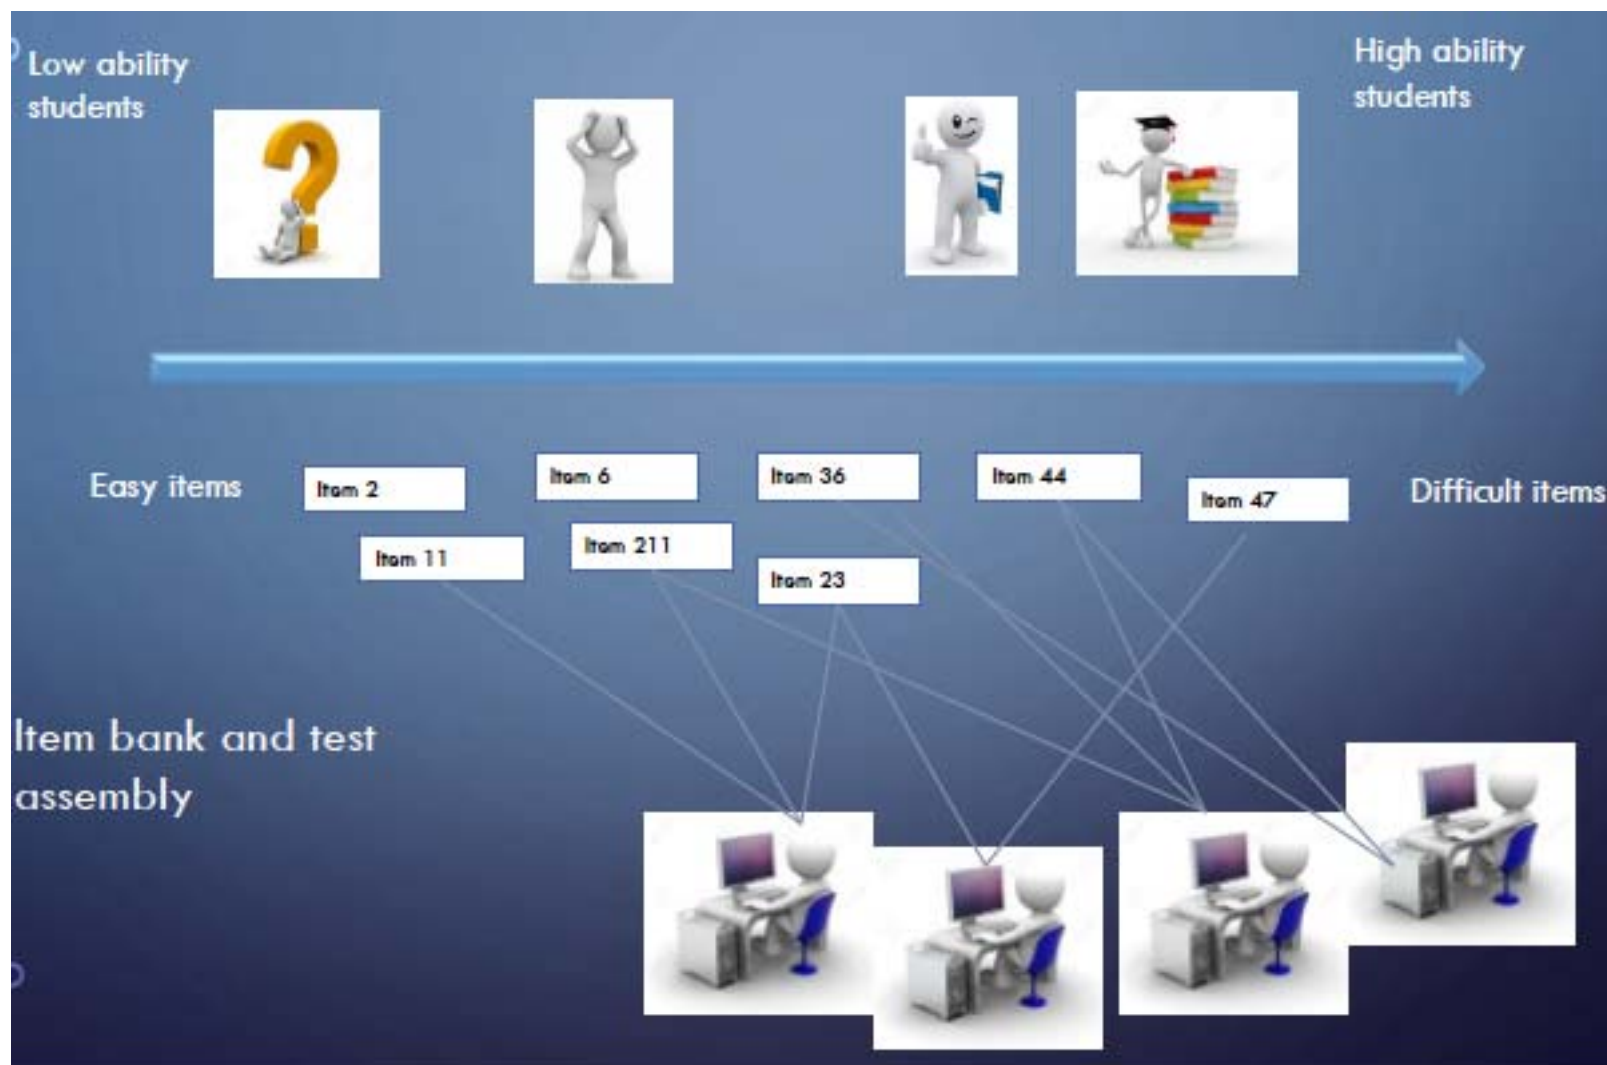 Low ability
students
High ability
students
Easy items
Item 2
Item 6
Item 36
Item 44
Item 47
Difficult items
Item 11
Item 211
Item 23
Item bank and test
assembly